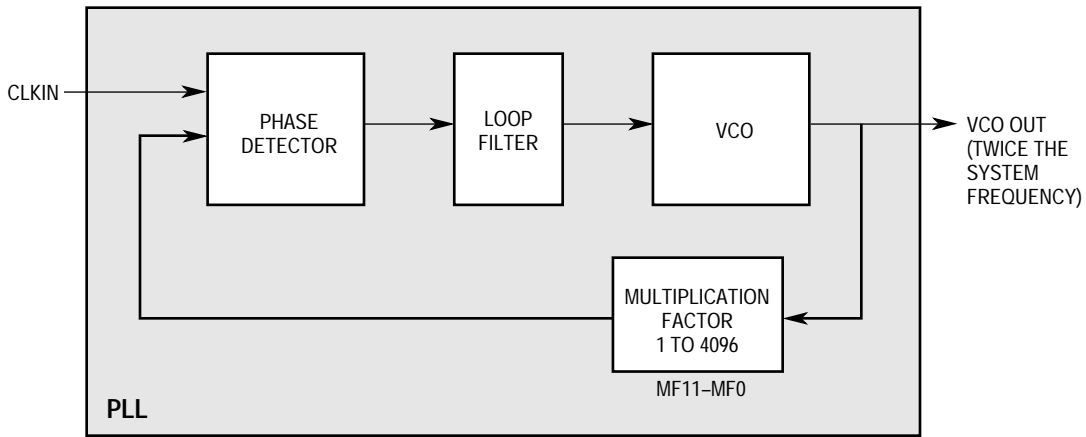 CLKIN
PHASE
DETECTOR
LOOP
FILTER
VCO
VCO OUT
(TWICE THE
SYSTEM
FREQUENCY)
MULTIPLICATION
FACTOR
1 TO 4096
MF11–MF0
PLL